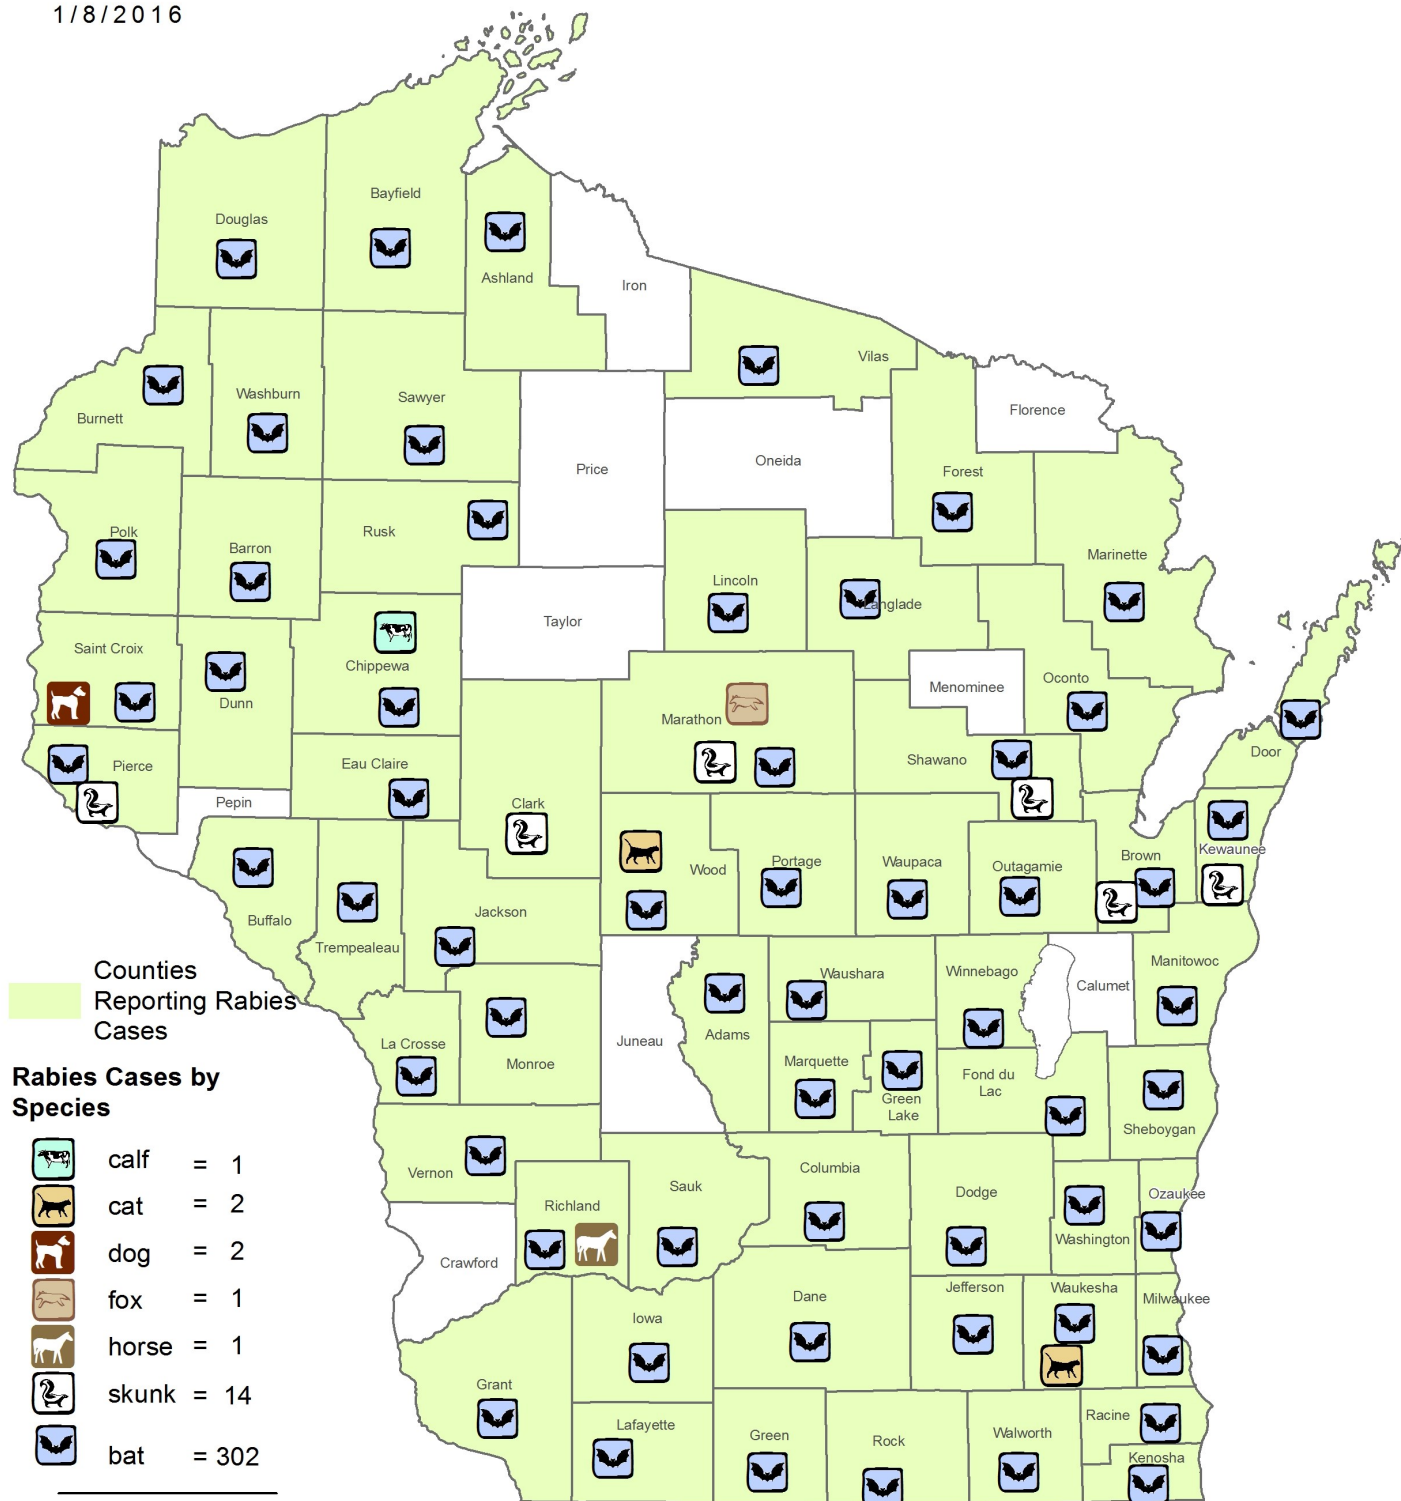 1/8/2016
Bayfield
Douglas
Ashland
Iron
Vilas
Burnett
Washburn
Sawyer
Florence
Price
Oneida
Forest
Polk
Rusk
Barron
Marinette
Lincoln
Langlade
Taylor
Saint Croix
Chippewa
Dunn
Marathon
Menominee
Oconto
Pierce
Eau Claire
Shawano
Door
Pepin
Clark
Wood
Portage
Waupaca
Outagamie
Brown
Kewaunee
Buffalo
Trempealeau
Jackson
Waushara
Winnebago
Calumet
Manitowoc
Counties
Reporting Rabies
Cases
Adams
Juneau
La Crosse
Monroe
Marquette
Green
Lake
Fond du
Lac
Sheboygan
Rabies Cases by
Species
Vernon
Richland
Sauk
Columbia
Dodge
Ozaukee
Washington
Crawford
calf = 1
cat = 2
dog = 2
fox = 1
horse = 1
skunk = 14
bat = 302
Iowa
Dane
Jefferson
Waukesha
Milwaukee
Grant
Lafayette
Green
Rock
Walworth
Racine
Kenosha